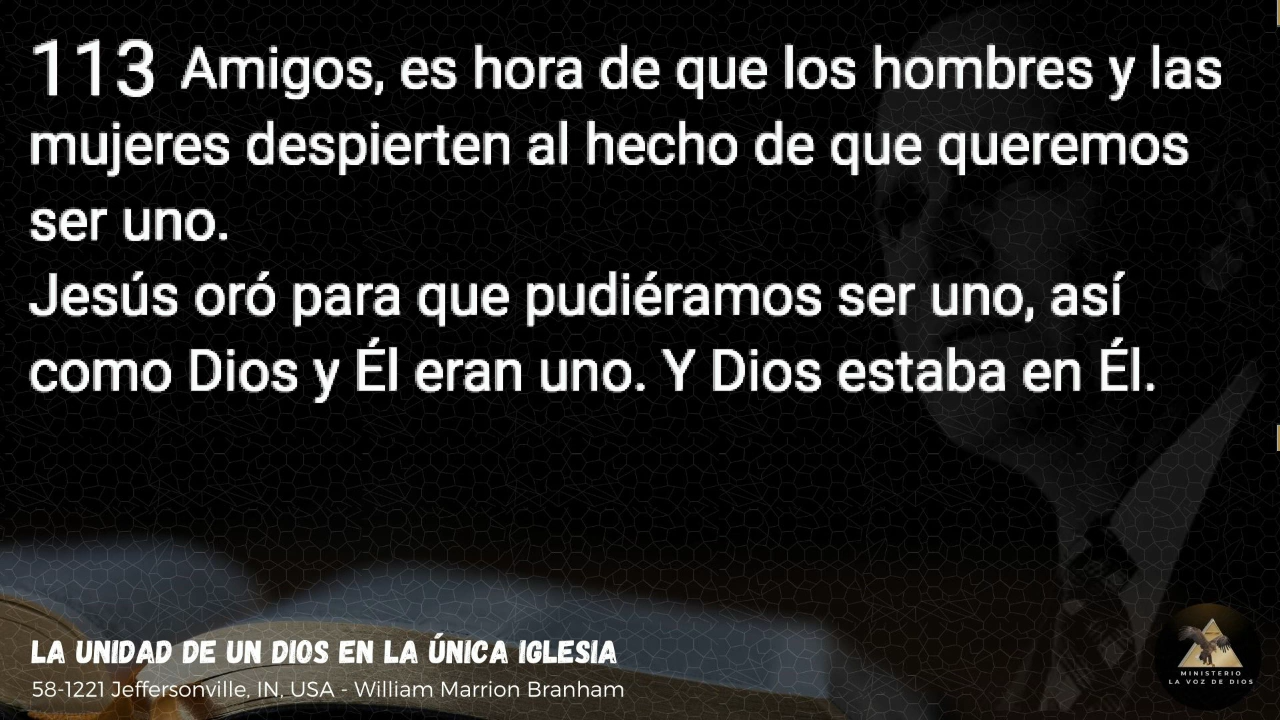 113 Amigos, es hora de que los hombres y las
mujeres despierten al hecho de que queremos
ser uno.
Jesús oró para que pudiéramos ser uno, así
como Dios y Él eran uno. Y Dios estaba en Él.
LA UNIDAD DE UN DIOS EN LA ÚNICA IGLESIA
58-1221 Jeffersonville, IN, USA - William Marrion Branham
MINISTERIO
LA VOZ DE DIOS